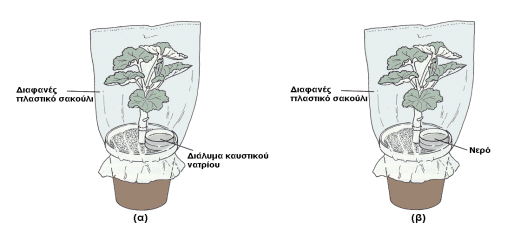 Διαφανές
πλαστικό σακούλι
Διάλυμα καυστικού
νατρίου
(α)
Διαφανές
πλαστικό σακούλι
Νερό
(β)